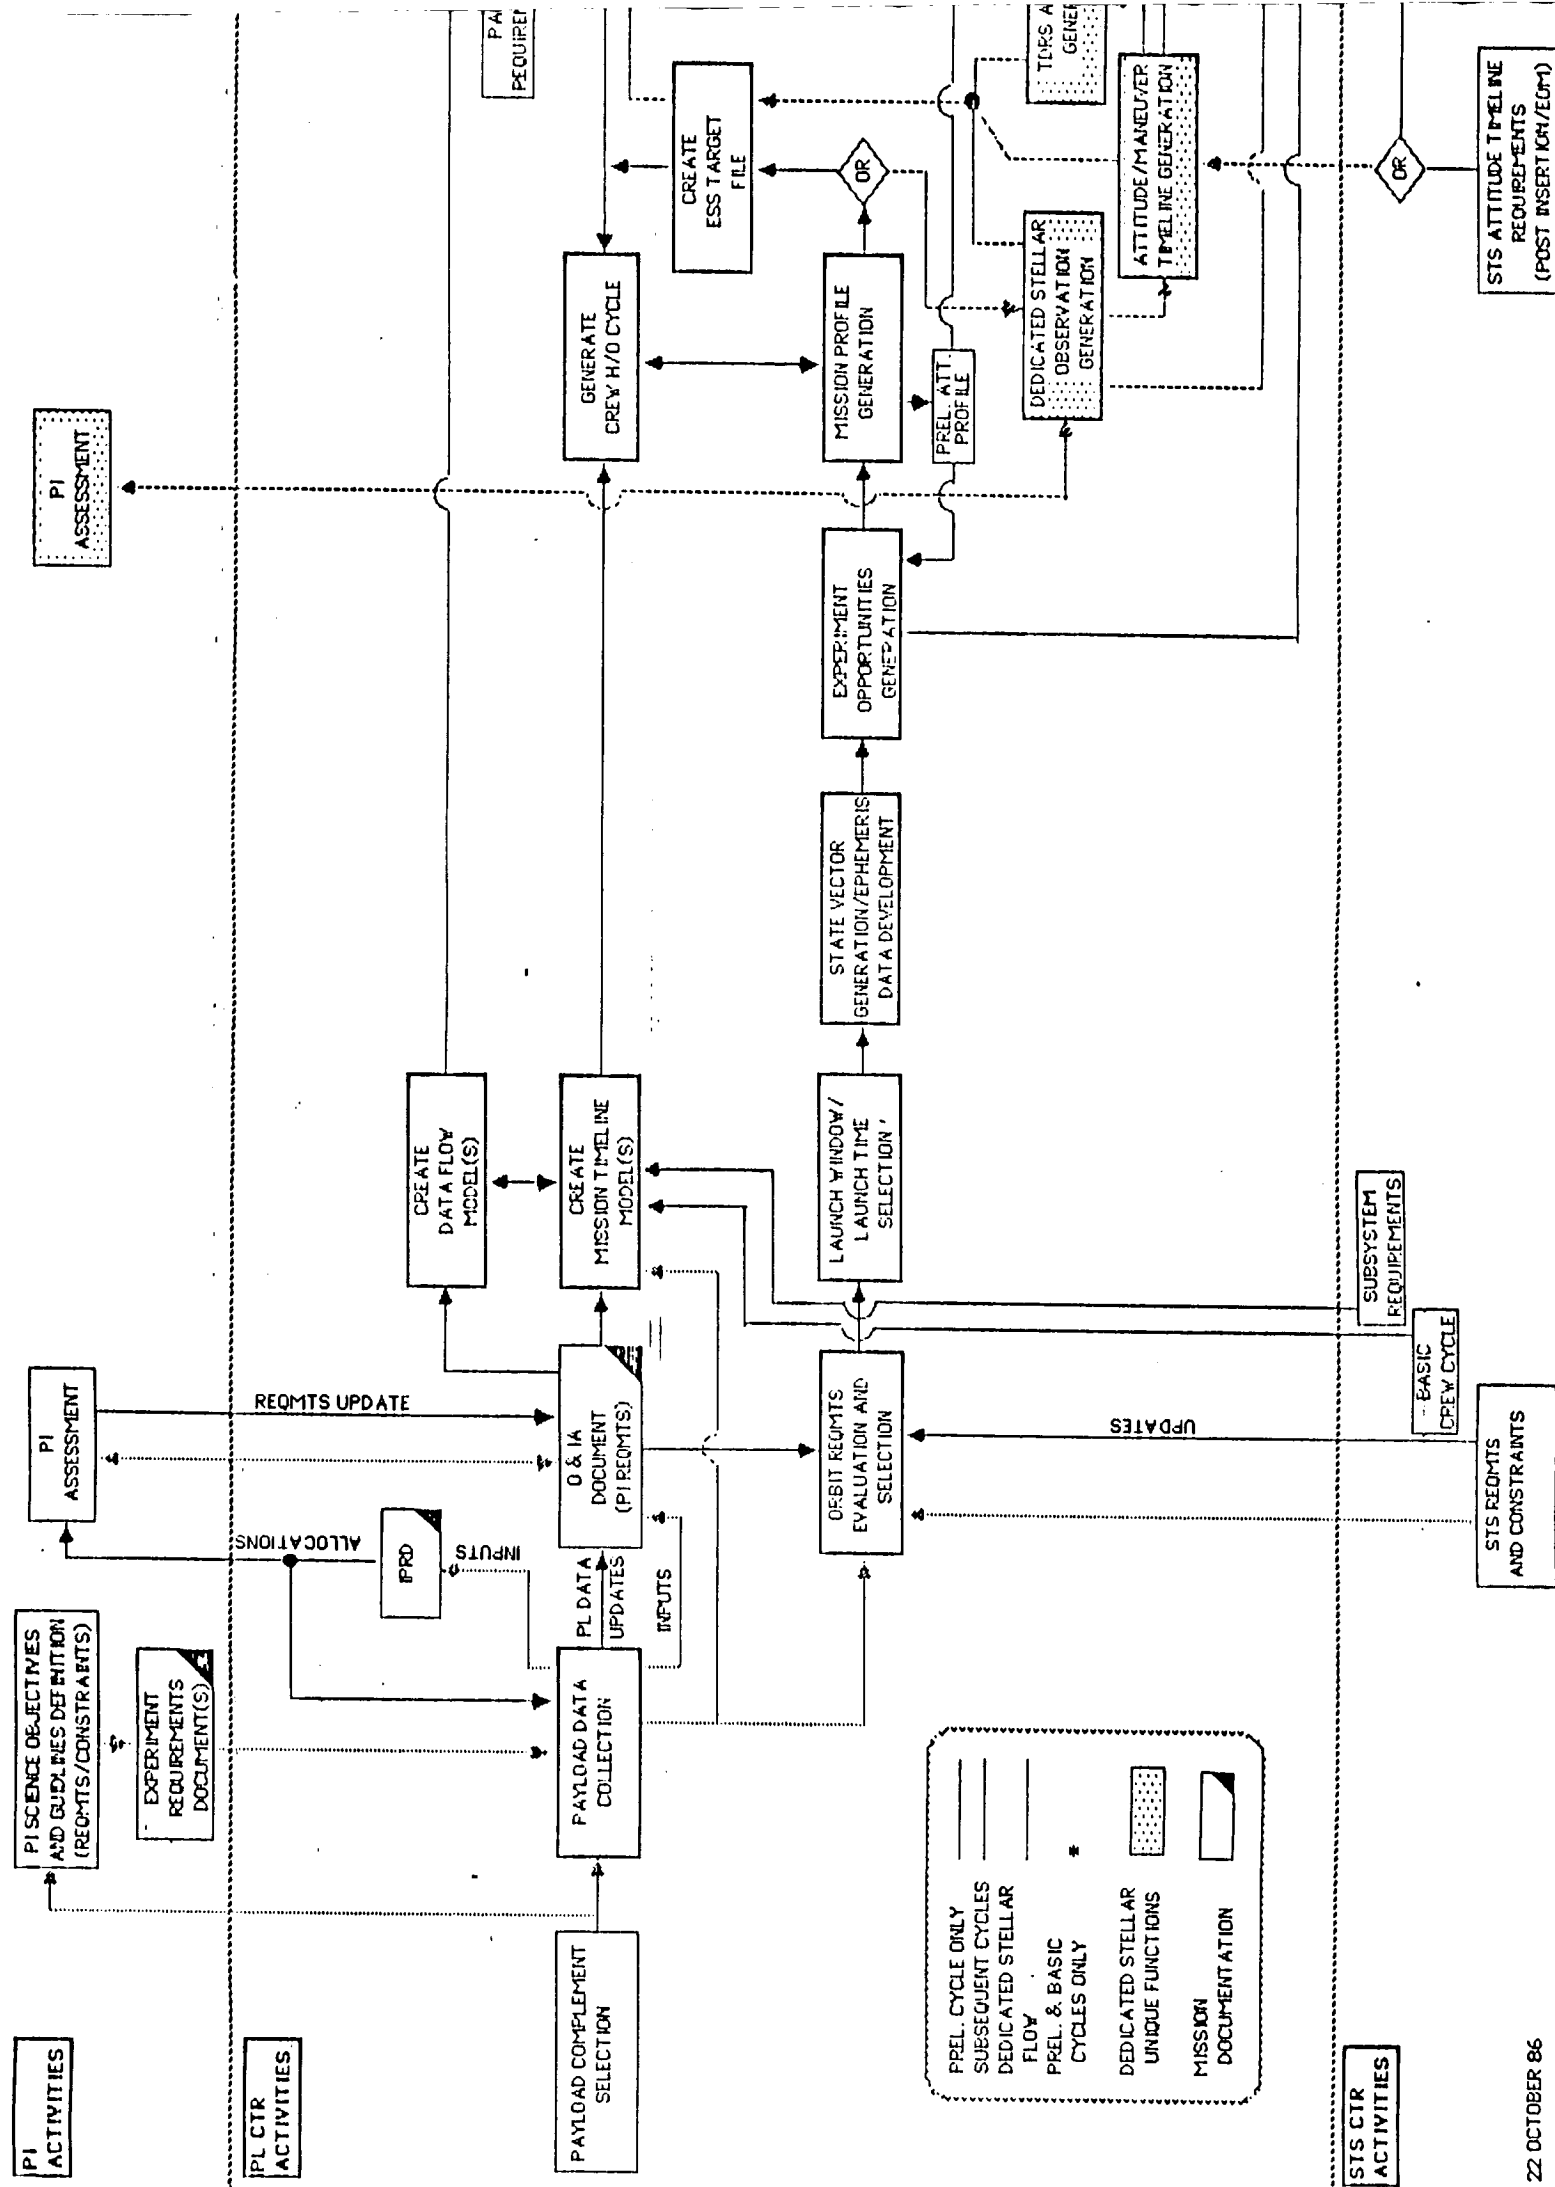 PI
ACTIVITIES
PI SCIENCE OBJECTIVES
AND GUIDLINES DEFINITION
(REQMTS/CONSTRAINTS)
EXPERIMENT
REQUIREMENTS
DOCUMENT(S)
PI
ASSESSMENT
PI
ASSESSMENT
PL CTR
ACTIVITIES
ALLOCATIONS
REQMTS UPDATE
IPRD
INPUTS
PAYLOAD COMPLEMENT
SELECTION
PAYLOAD DATA
COLLECTION
PL DATA
UPDATES
INPUTS
O & IA
DOCUMENT
(PI REQMTS)
CREATE
DATA FLOW
MODEL(S)
CREATE
MISSION TIMELINE
MODEL(S)
GENERATE
CREW H/O CYCLE
CREATE
ESS TARGET
FILE
ORBIT REQMTS
EVALUATION AND
SELECTION
LAUNCH WINDOW/
LAUNCH TIME
SELECTION
STATE VECTOR
GENERATION/EPHEMERIS
DATA DEVELOPMENT
EXPERIMENT
OPPORTUNITIES
GENERATION
MISSION PROFILE
GENERATION
OR
PREL. ATT.
PROFILE
DEDICATED STELLAR
OBSERVATION
GENERATION
ATTITUDE/MANEUVER
TIMELINE GENERATION
TDRS A
GENER
PREL. CYCLE ONLY
SUBSEQUENT CYCLES
DEDICATED STELLAR
FLOW
PREL. & BASIC
CYCLES ONLY *
DEDICATED STELLAR
UNIQUE FUNCTIONS
MISSION
DOCUMENTATION
STS CTR
ACTIVITIES
UPDATES
STS REQMTS
AND CONSTRAINTS
BASIC
CREW CYCLE
SUBSYSTEM
REQUIREMENTS
OR
STS ATTITUDE TIMELINE
REQUIREMENTS
(POST INSERTION/EOM)
22 OCTOBER 86